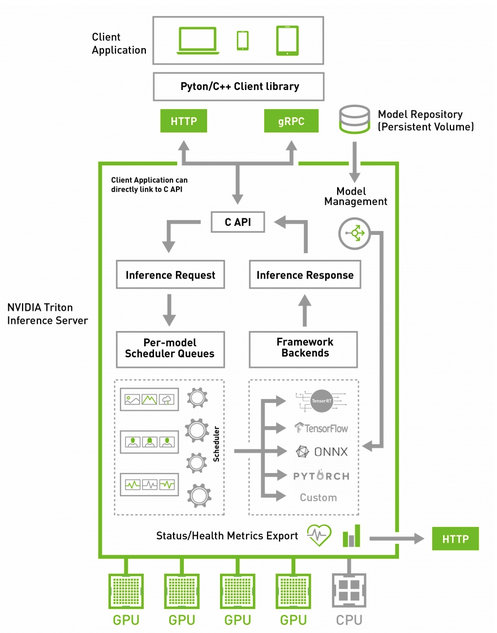 Client
Application
Pyton/C++ Client library
HTTP
gRPC
Model Repository
(Persistent Volume)
Client Application can
directly link to C API
Model
Management
C API
Inference Request
Inference Response
NVIDIA Triton
Inference Server
Per-model
Scheduler Queues
Framework
Backends
Scheduler
TensorRT
TensorFlow
ONNX
PYTORCH
Custom
Status/Health Metrics Export
HTTP
GPU
GPU
GPU
GPU
CPU